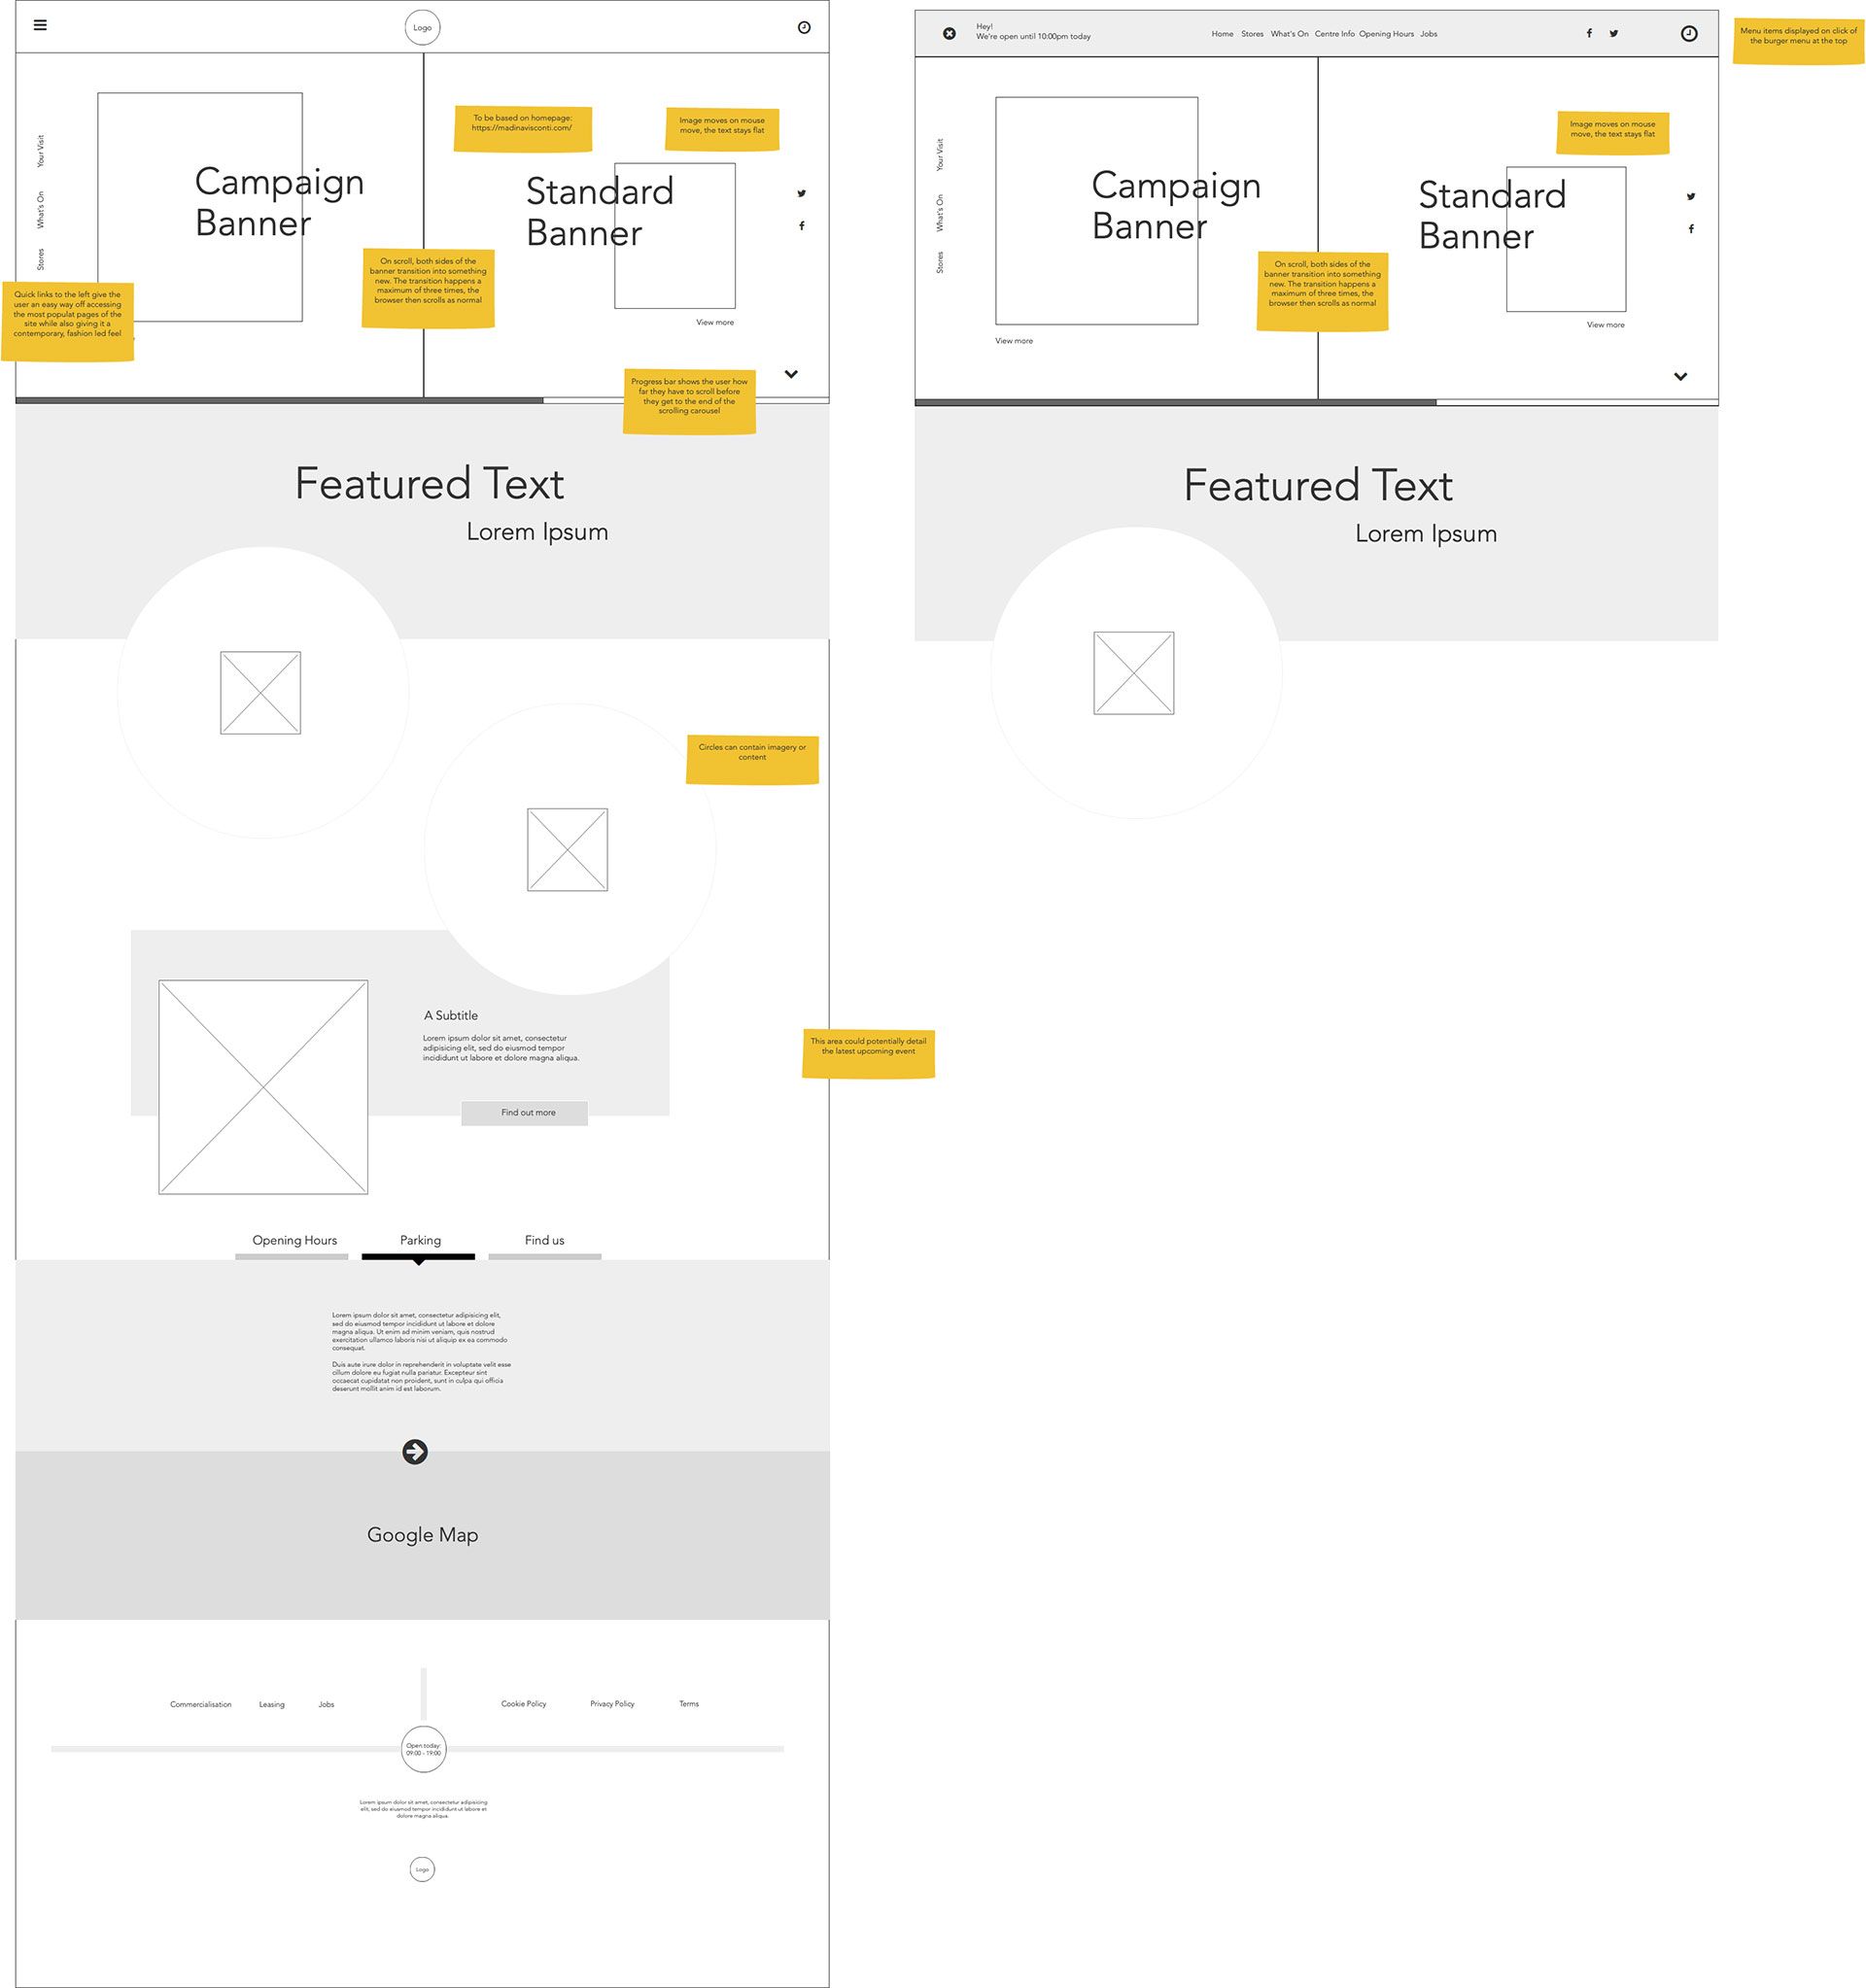 Logo
Your Visit
What's On
Stores
Campaign
Banner
To be based on homepage:
https://madinavisconti.com/
Image moves on mouse
move, the text stays flat
Standard
Banner
On scroll, both sides of the
banner transition into something
new. The transition happens a
maximum of three times, the
browser then scrolls as normal
Quick links to the left give the
user an easy way off accessing
the most populat pages of the
site while also giving it a
contemporary, fashion led feel
View more
Progress bar shows the user how
far they have to scroll before
they get to the end of the
scrolling carousel
Featured Text
Lorem Ipsum
Circles can contain imagery or
content
A Subtitle
Lorem ipsum dolor sit amet, consectetur
adipisicing elit, sed do eiusmod tempor
incididunt ut labore et dolore magna aliqua.
Find out more
This area could potentially detail
the latest upcoming event
Opening Hours
Parking
Find us
Lorem ipsum dolor sit amet, consectetur adipisicing elit,
sed do eiusmod tempor incididunt ut labore et dolore
magna aliqua. Ut enim ad minim veniam, quis nostrud
exercitation ullamco laboris nisi ut aliquip ex ea commodo
consequat.
Duis aute irure dolor in reprehenderit in voluptate velit esse
cillum dolore eu fugiat nulla pariatur. Excepteur sint
occaecat cupidatat non proident, sunt in culpa qui officia
deserunt mollit anim id est laborum.
Google Map
Commercialisation
Leasing
Jobs
Cookie Policy
Privacy Policy
Terms
Open today:
09:00 - 19:00
Lorem ipsum dolor sit amet, consectetur adipisicing
elit, sed do eiusmod tempor incididunt ut labore et
dolore magna aliqua.
Logo
Hey!
We're open until 10:00pm today
Home
Stores
What's On
Centre Info
Opening Hours
Jobs
Menu items displayed on click of
the burger menu at the top
Your Visit
What's On
Stores
Campaign
Banner
Image moves on mouse
move, the text stays flat
Standard
Banner
On scroll, both sides of the
banner transition into something
new. The transition happens a
maximum of three times, the
browser then scrolls as normal
View more
View more
Featured Text
Lorem Ipsum